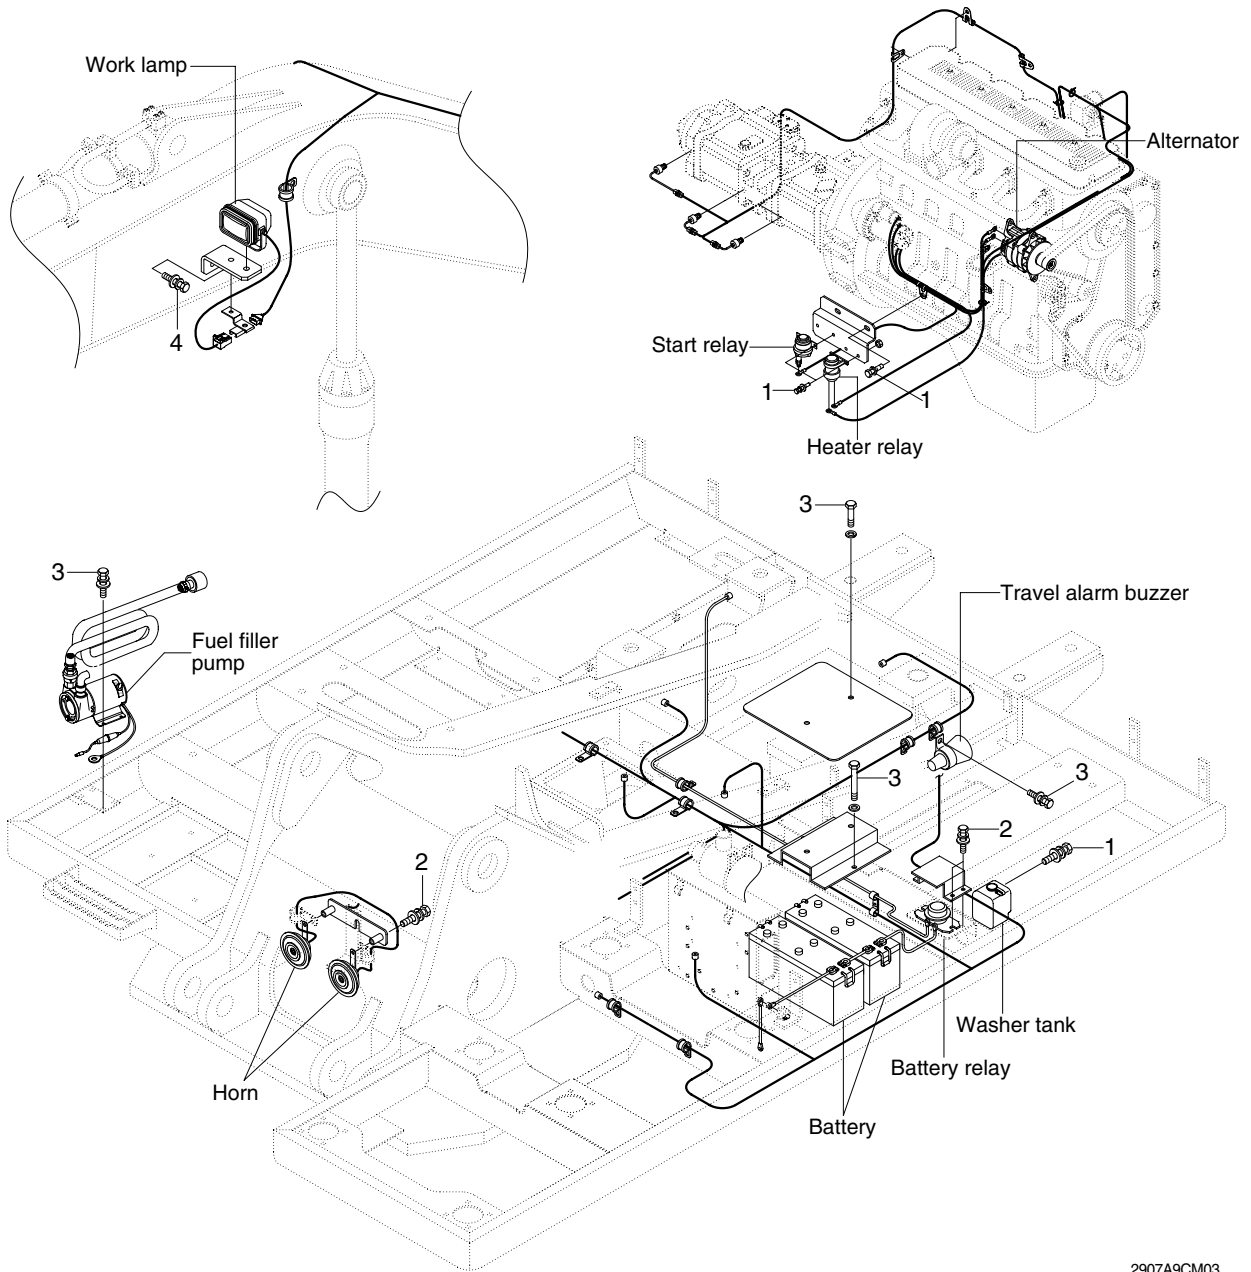 Work lamp
Alternator
4
Start relay
1
1
Heater relay
3
3
Travel alarm buzzer
Fuel filler
pump
3
3
2
1
2
Washer tank
Battery relay
Horn
Battery
2907A9CM03